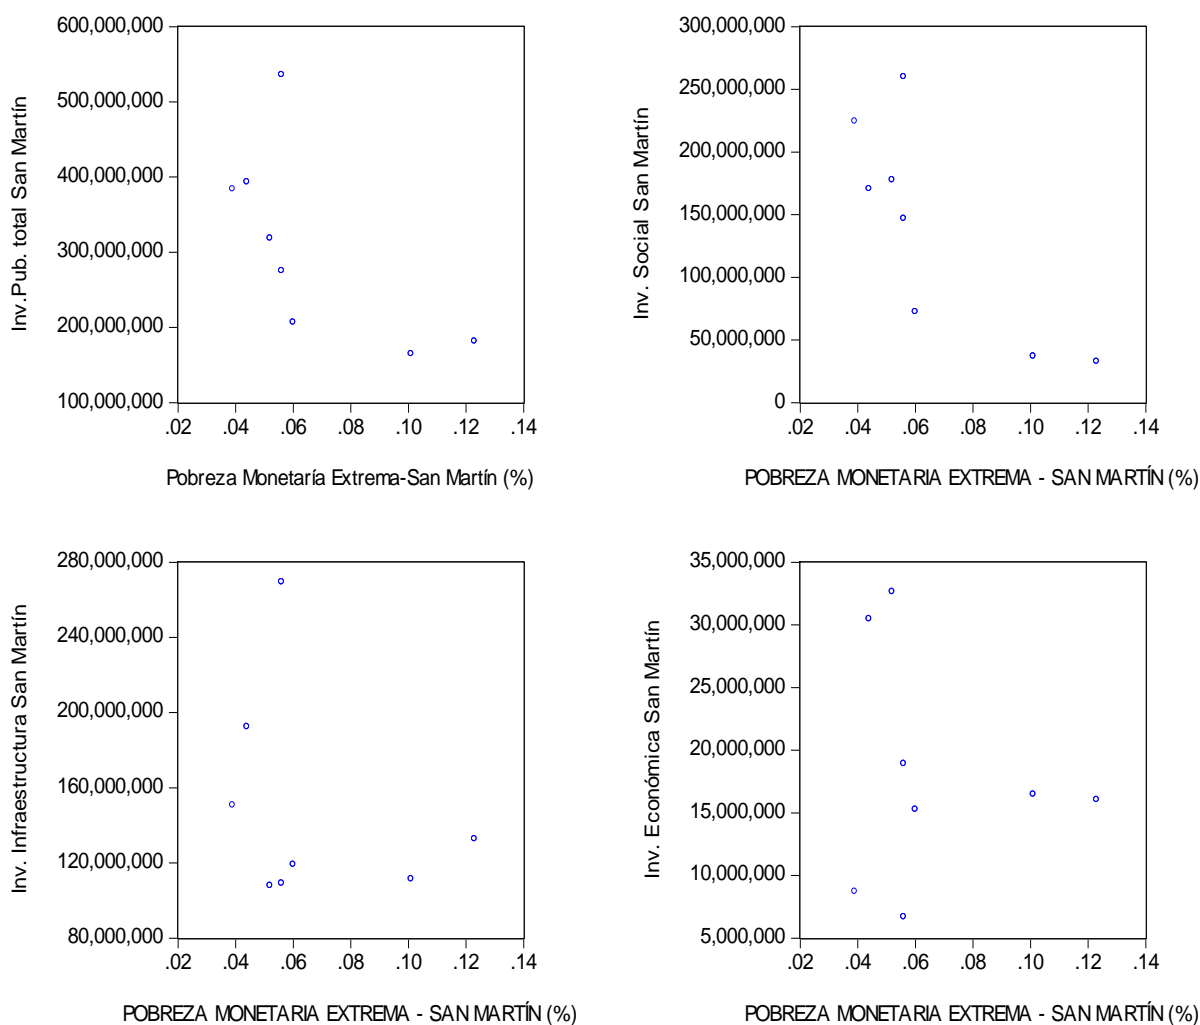 600,000,000
500,000,000
400,000,000
300,000,000
200,000,000
100,000,000
Inv.Pub. total San Martín
.02 .04 .06 .08 .10 .12 .14
Pobreza Monetaría Extrema-San Martín (%)
300,000,000
250,000,000
200,000,000
150,000,000
100,000,000
50,000,000
0
Inv. Social San Martín
.02 .04 .06 .08 .10 .12 .14
POBREZA MONETARIA EXTREMA - SAN MARTÍN (%)
280,000,000
240,000,000
200,000,000
160,000,000
120,000,000
80,000,000
Inv. Infraestructura San Martín
.02 .04 .06 .08 .10 .12 .14
POBREZA MONETARIA EXTREMA - SAN MARTÍN (%)
35,000,000
30,000,000
25,000,000
20,000,000
15,000,000
10,000,000
5,000,000
Inv. Económica San Martín
.02 .04 .06 .08 .10 .12 .14
POBREZA MONETARIA EXTREMA - SAN MARTÍN (%)